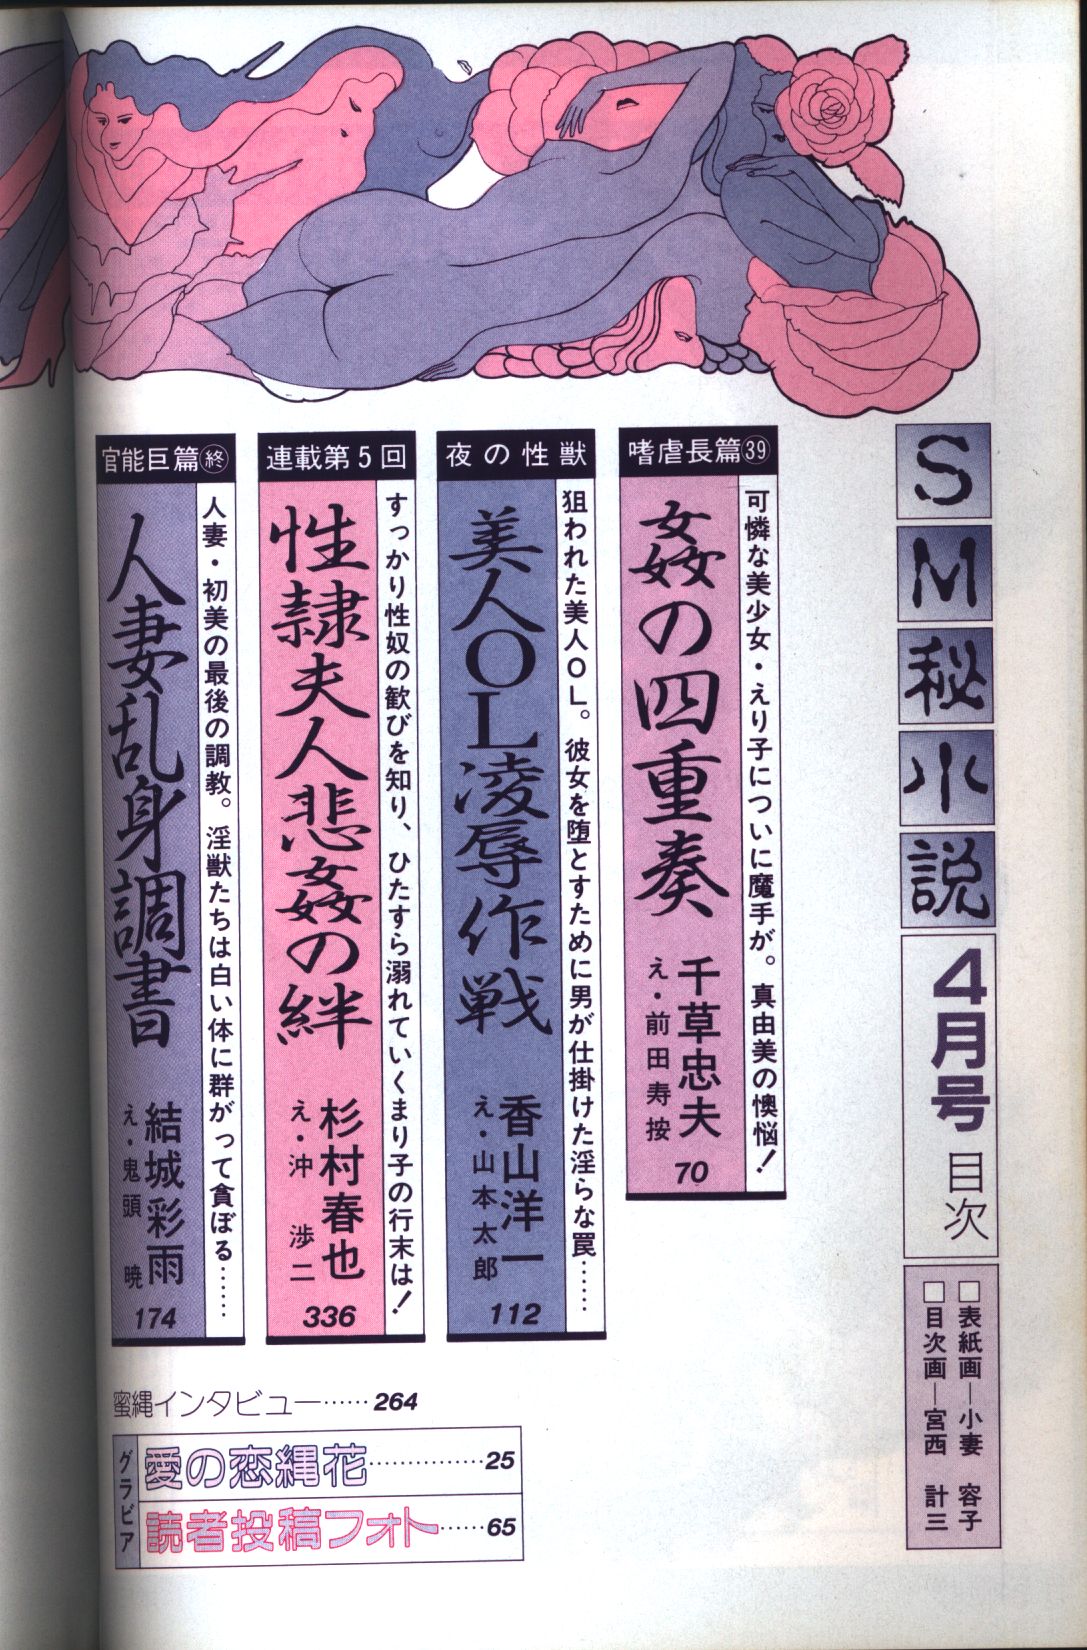 SM秘小説
4月号 目次
□表紙画―小妻 容子
□目次画―宮西 計三
嗜虐長篇㊴
可憐な美少女・えり子についに魔手が。真由美の懊悩！
姦の四重奏
千草忠夫
え・前田寿按
70
夜の性獣
狙われた美人OL。彼女を堕とすために男が仕掛けた淫らな罠……
美人OL凌辱作戦
香山洋一
え・山本太郎
112
連載第5回
すっかり性奴の歓びを知り、ひたすら溺れていくまり子の行末は！
性隷夫人悲姦の絆
杉村春也
え・沖 渉二
336
官能巨篇㊡
人妻・初美の最後の調教。淫獣たちは白い体に群がって貪ぼる……
人妻乱身調書
結城彩雨
え・鬼頭 暁
174
蜜縄インタビュー……264
グラビア
愛の恋縄花……………25
読者投稿フォト……65